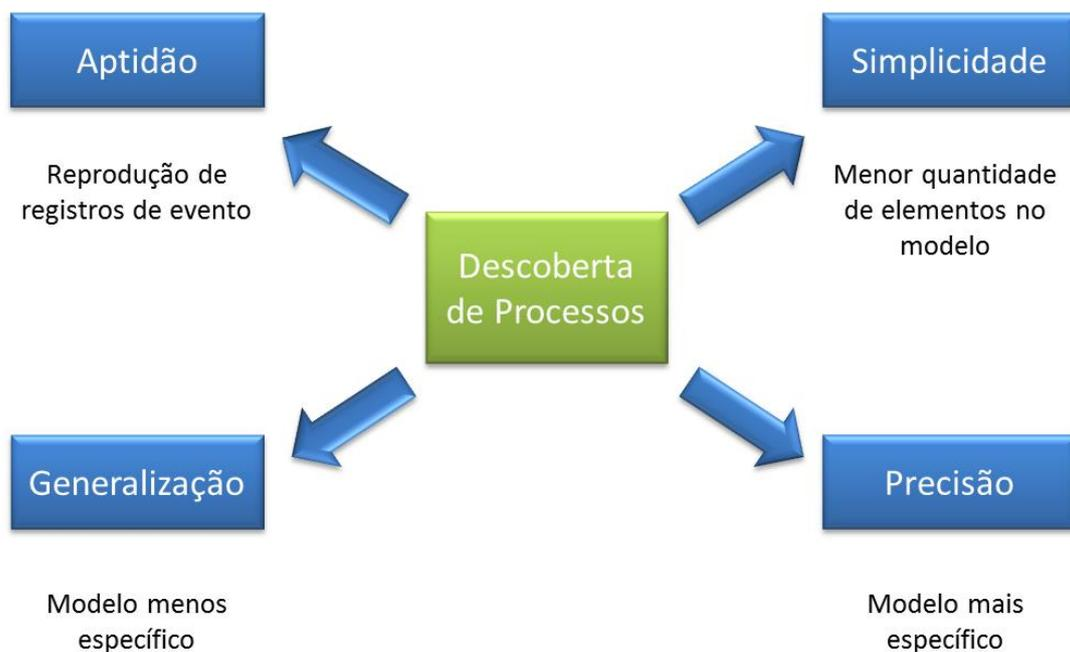 Aptidão
Simplicidade
Reprodução de
registros de evento
Menor quantidade
de elementos no
modelo
Descoberta
de Processos
Generalização
Precisão
Modelo menos
específico
Modelo mais
específico